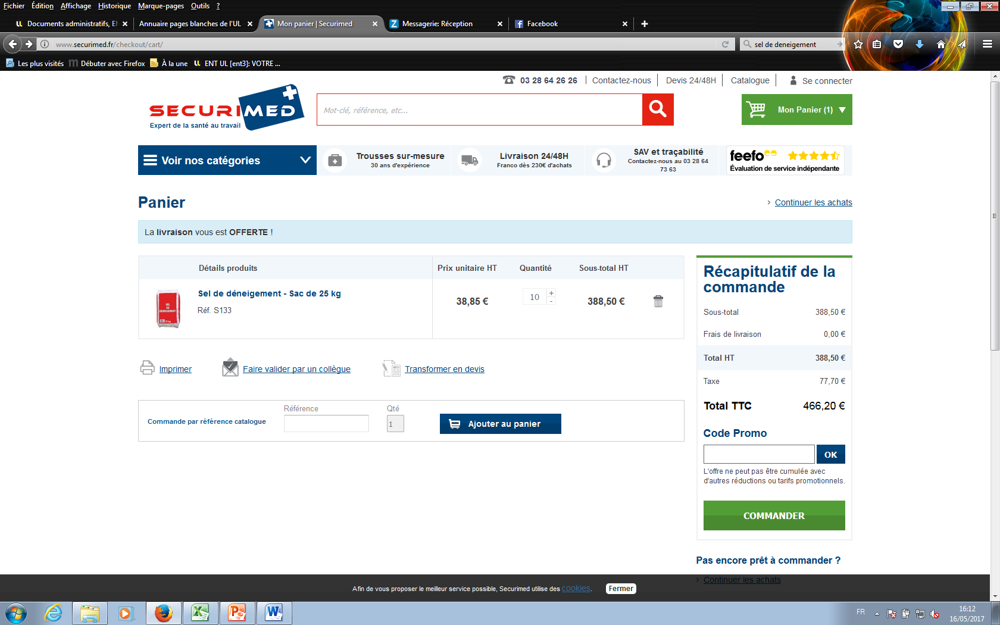 Fichier Édition Affichage Historique Marque-pages Outils ?
Documents administratifs, E
Annuaire pages blanches de l'UL
Mon panier | Securimed
Messagerie: Réception
Facebook
www.securimed.fr/checkout/cart/
sel de deneigement
Les plus visités
Débuter avec Firefox
À la une
ENT UL [ent3]: VOTRE ...
03 28 64 26 26
Contactez-nous
Devis 24/48H
Catalogue
Se connecter
SECURIMED
Expert de la santé au travail
Mot-clé, référence, etc...
Mon Panier (1)
Voir nos catégories
Trousses sur-mesure
30 ans d'expérience
Livraison 24/48H
Franco dès 230€ d'achats
SAV et traçabilité
Contactez-nous au 03 28 64
73 63
feefo
Évaluation de service indépendante
Panier
› Continuer les achats
La livraison vous est OFFERTE !
Détails produits
Prix unitaire HT
Quantité
Sous-total HT
SEL
DE
DENEIGEMENT
Sel de déneigement - Sac de 25 kg
Réf. S133
38,85 €
10
+
-
388,50 €
Imprimer
Faire valider par un collègue
Transformer en devis
Commande par référence catalogue
Référence
Qté
1
Ajouter au panier
Récapitulatif de la
commande
Sous-total 388,50 €
Frais de livraison 0,00 €
Total HT 388,50 €
Taxe 77,70 €
Total TTC 466,20 €
Code Promo
OK
L'offre ne peut pas être cumulée avec
d'autres réductions ou tarifs promotionnels.
COMMANDER
Pas encore prêt à commander ?
› Continuer les achats
Afin de vous proposer le meilleur service possible, Securimed utilise des cookies.
Fermer
FR
16:12
16/05/2017